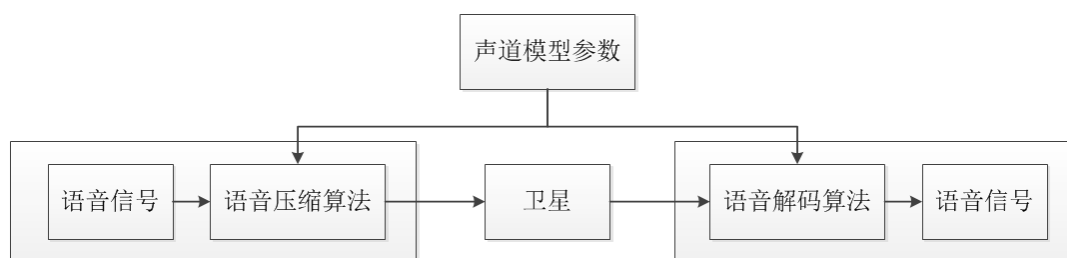 声道模型参数
语音信号
语音压缩算法
卫星
语音解码算法
语音信号